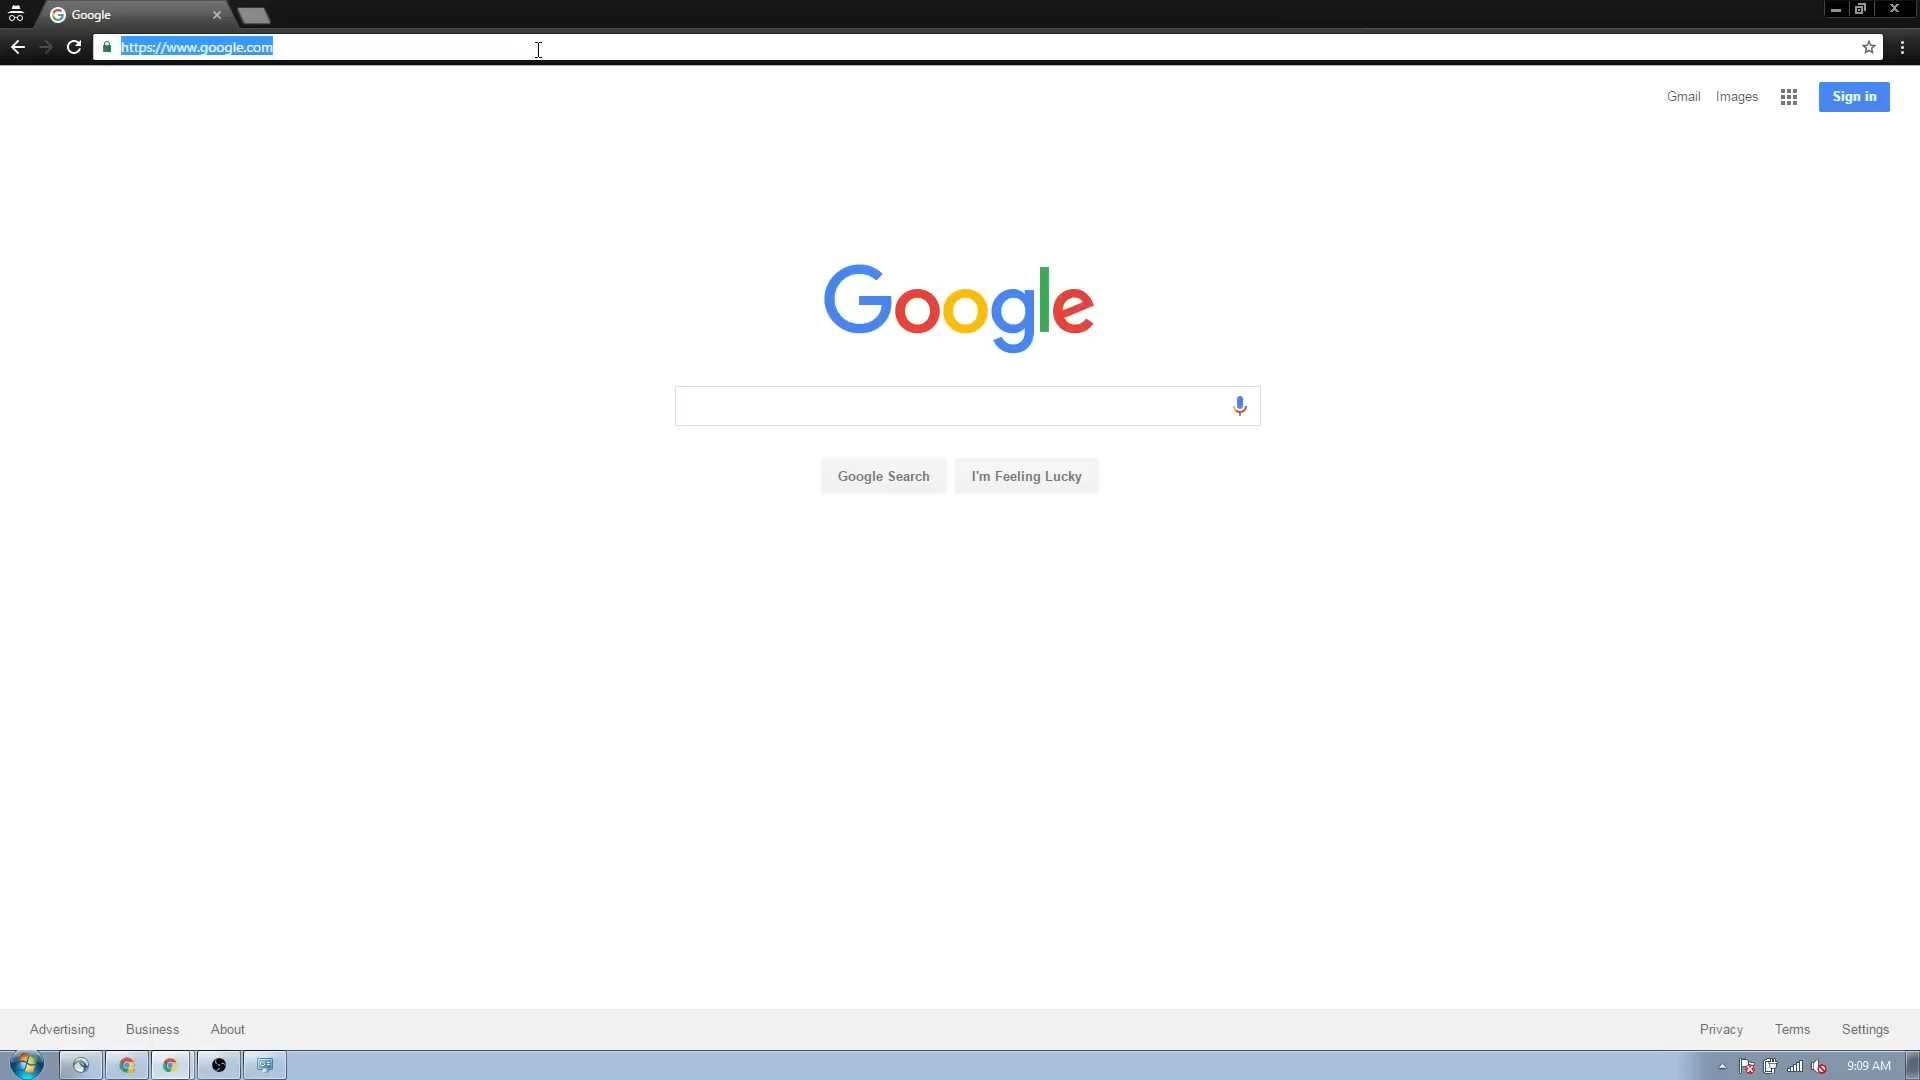 Google
https://www.google.com
Gmail Images Sign in
Google
Google Search I'm Feeling Lucky
Advertising Business About Privacy Terms Settings
9:09 AM